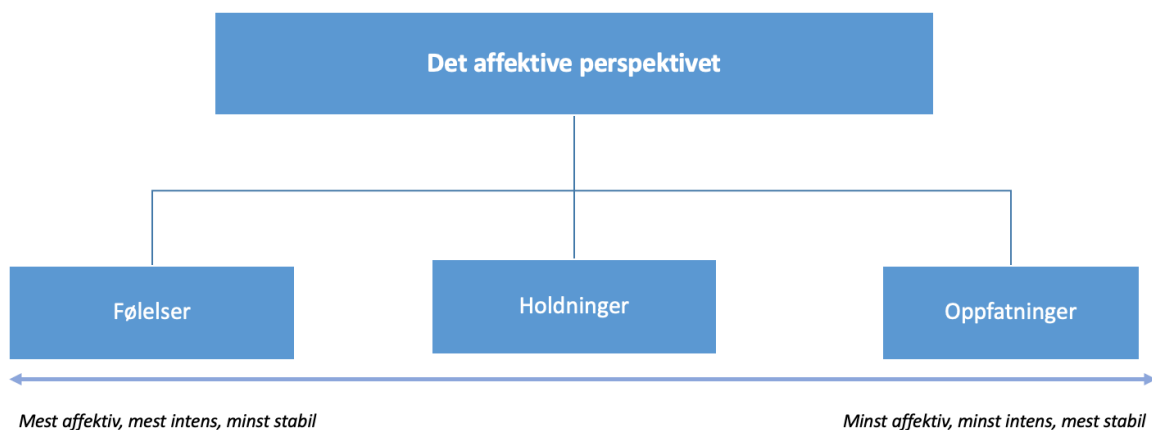 Det affektive perspektivet
Følelser
Holdninger
Oppfatninger
Mest affektiv, mest intens, minst stabil
Minst affektiv, minst intens, mest stabil